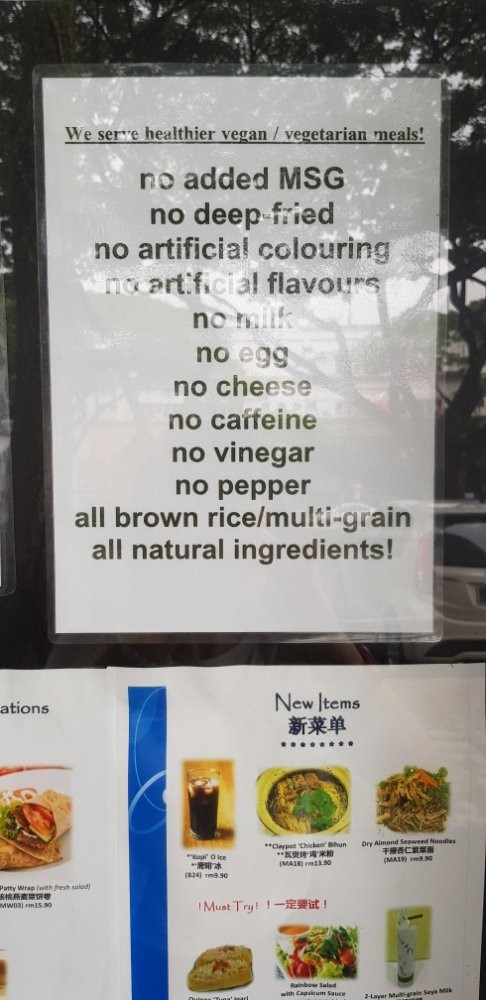 We serve healthier vegan / vegetarian meals!
no added MSG
no deep-fried
no artificial colouring
no artificial flavours
no milk
no egg
no cheese
no caffeine
no vinegar
no pepper
all brown rice/multi-grain
all natural ingredients!
ations
Patty Wrap (with fresh salad)
MW03) rm15.90
New Items
新菜单
********
*'Kopi' O Ice
(B24) rm9.90
**Claypot 'Chicken' Bihun
(MA18) rm13.90
Dry Almond Seaweed Noodles
(MA19) rm9.90
!Must Try! !一定要试!
Quinoa 'Tuna' Inari
Rainbow Salad
with Capsicum Sauce
2-Layer Multi-grain Soya Milk